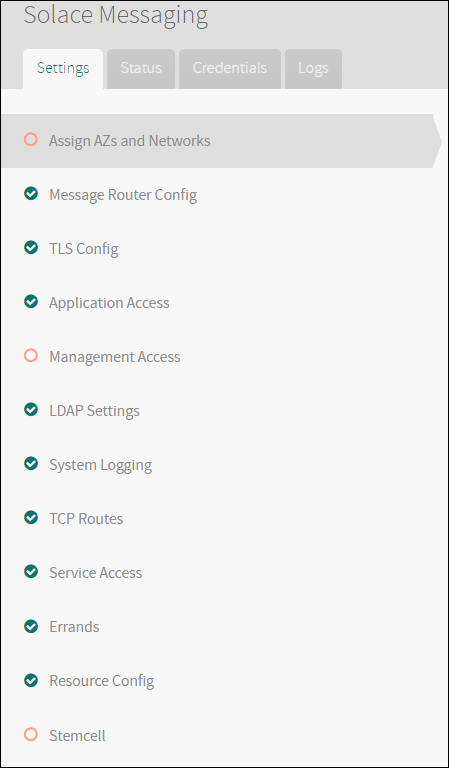 Solace Messaging
Settings Status Credentials Logs
Assign AZs and Networks
Message Router Config
TLS Config
Application Access
Management Access
LDAP Settings
System Logging
TCP Routes
Service Access
Errands
Resource Config
Stemcell